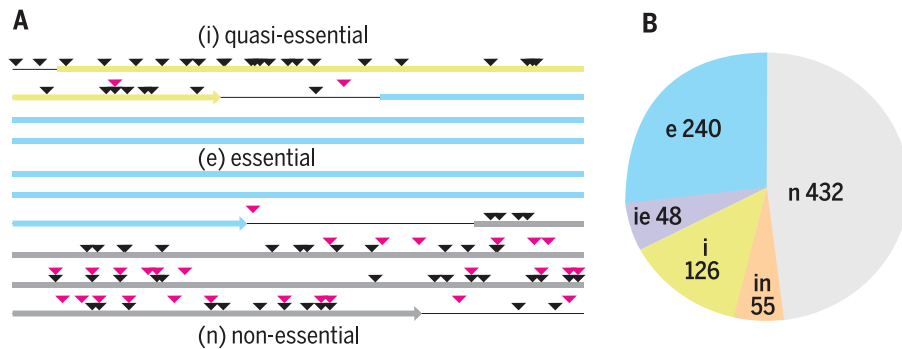 A
(i) quasi-essential
(e) essential
(n) non-essential
B
e 240
n 432
ie 48
i
126
in
55